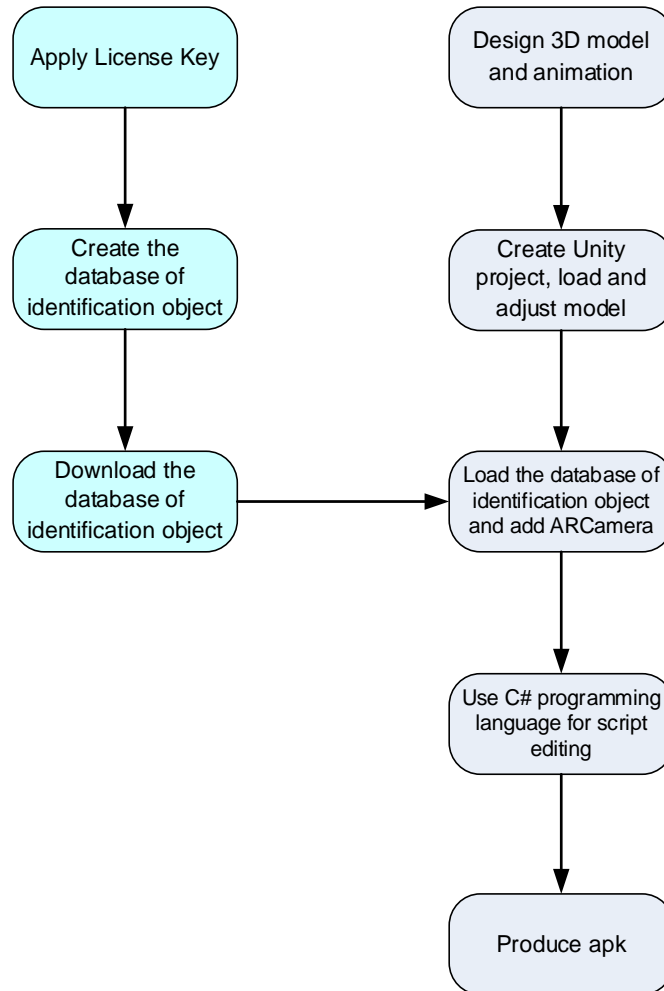 Apply License Key
Create the
database of
identification object
Download the
database of
identification object
Design 3D model
and animation
Create Unity
project, load and
adjust model
Load the database of
identification object
and add ARCamera
Use C# programming
language for script
editing
Produce apk